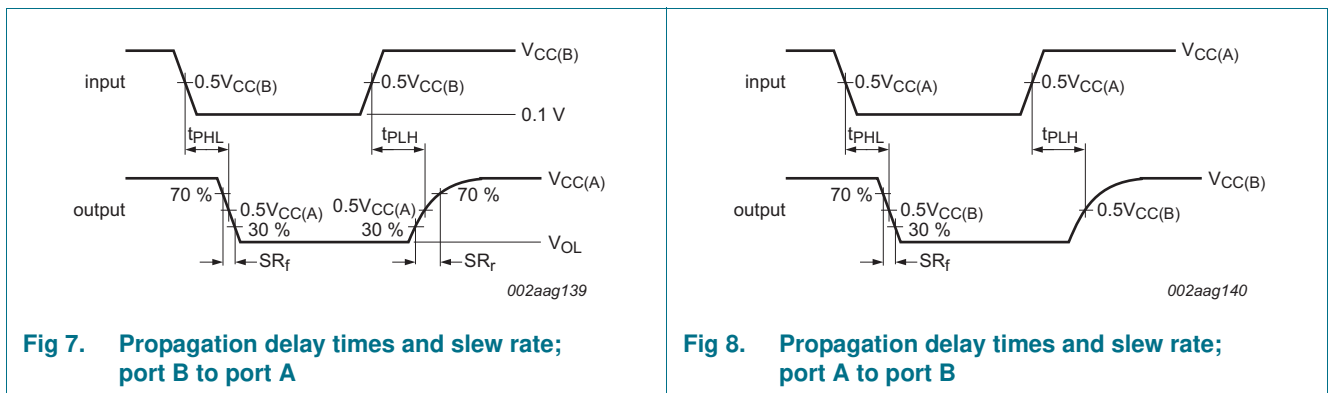 input
0.5VCC(B)
0.5VCC(B)
VCC(B)
0.1 V
tPHL
tPLH
output
70 %
0.5VCC(A)
30 %
0.5VCC(A)
30 %
70 %
VCC(A)
VOL
SRf
SRr
002aag139
Fig 7. Propagation delay times and slew rate;
port B to port A
input
0.5VCC(A)
0.5VCC(A)
VCC(A)
tPHL
tPLH
output
70 %
0.5VCC(B)
30 %
0.5VCC(B)
VCC(B)
SRf
002aag140
Fig 8. Propagation delay times and slew rate;
port A to port B